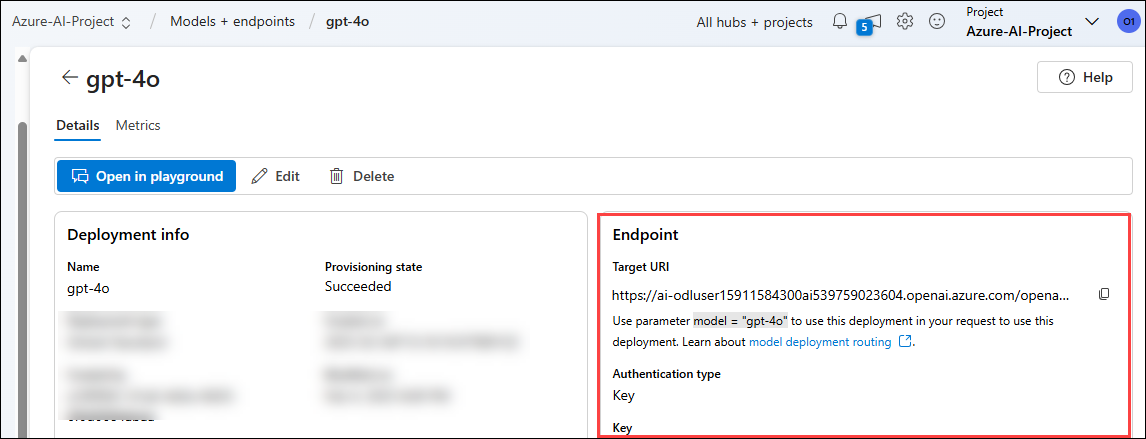 Azure-AI-Project / Models + endpoints / gpt-4o
All hubs + projects
5
Project
Azure-AI-Project
O1
gpt-4o
Help
Details Metrics
Open in playground Edit Delete
Deployment info
Name
gpt-4o
Provisioning state
Succeeded
Endpoint
Target URI
https://ai-odluser15911584300ai539759023604.openai.azure.com/opena...
Use parameter model = "gpt-4o" to use this deployment in your request to use this
deployment. Learn about model deployment routing .
Authentication type
Key
Key